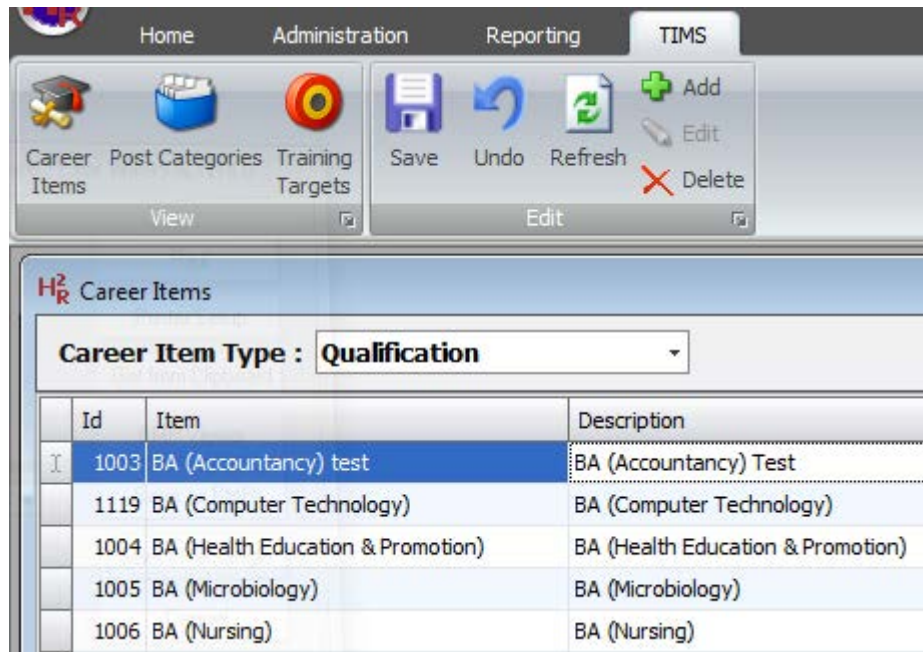 Home Administration Reporting TIMS
Career Items
Post Categories
Training Targets
Save
Undo
Refresh
Add
Edit
Delete
View
Edit
H2R Career Items
Career Item Type : Qualification
Id Item Description
1003 BA (Accountancy) test BA (Accountancy) Test
1119 BA (Computer Technology) BA (Computer Technology)
1004 BA (Health Education & Promotion) BA (Health Education & Promotion)
1005 BA (Microbiology) BA (Microbiology)
1006 BA (Nursing) BA (Nursing)